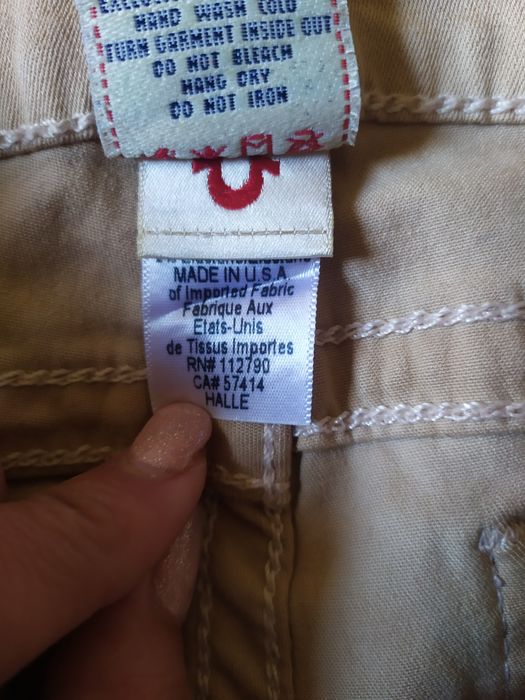 HAND WASH COLD
TURN GARMENT INSIDE OUT
DO NOT BLEACH
HANG DRY
DO NOT IRON
MADE IN U.S.A.
of Imported Fabric
Fabrique Aux
Etats-Unis
de Tissus Importes
RN# 112790
CA# 57414
HALLE